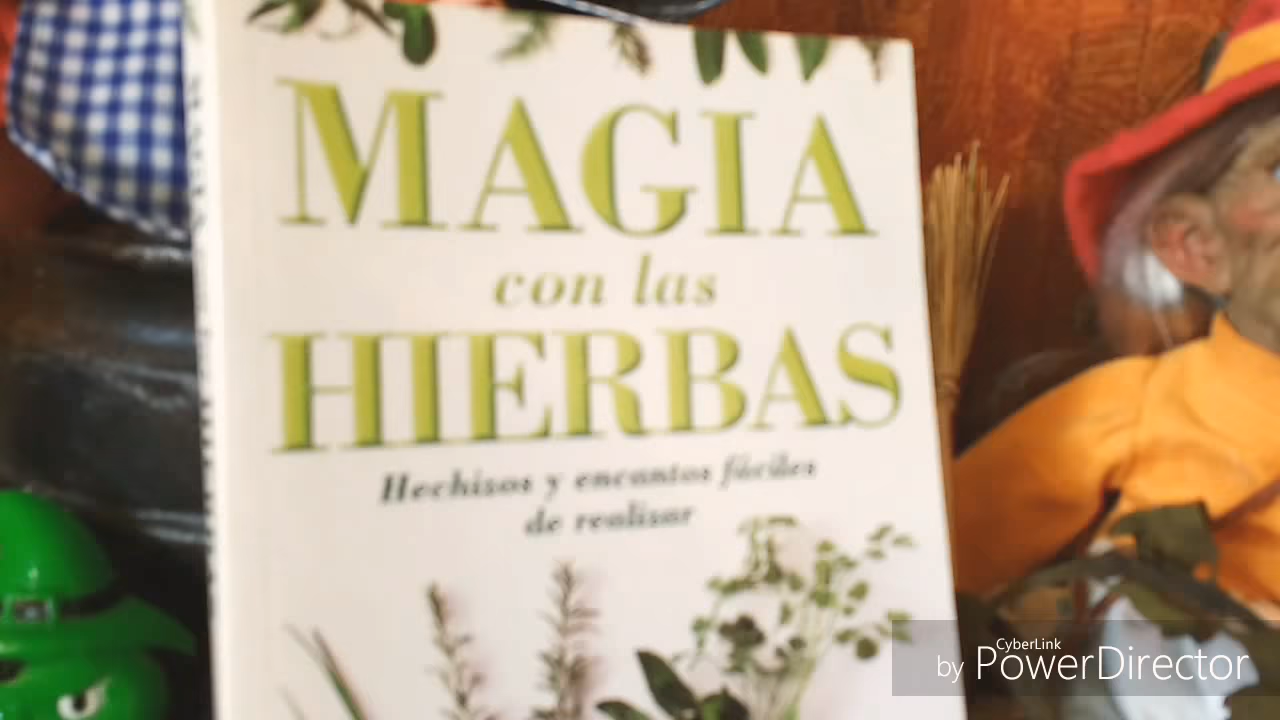 MAGIA
con las
HIERBAS
Hechizos y encantos fáciles
de realizar
CyberLink
by PowerDirector